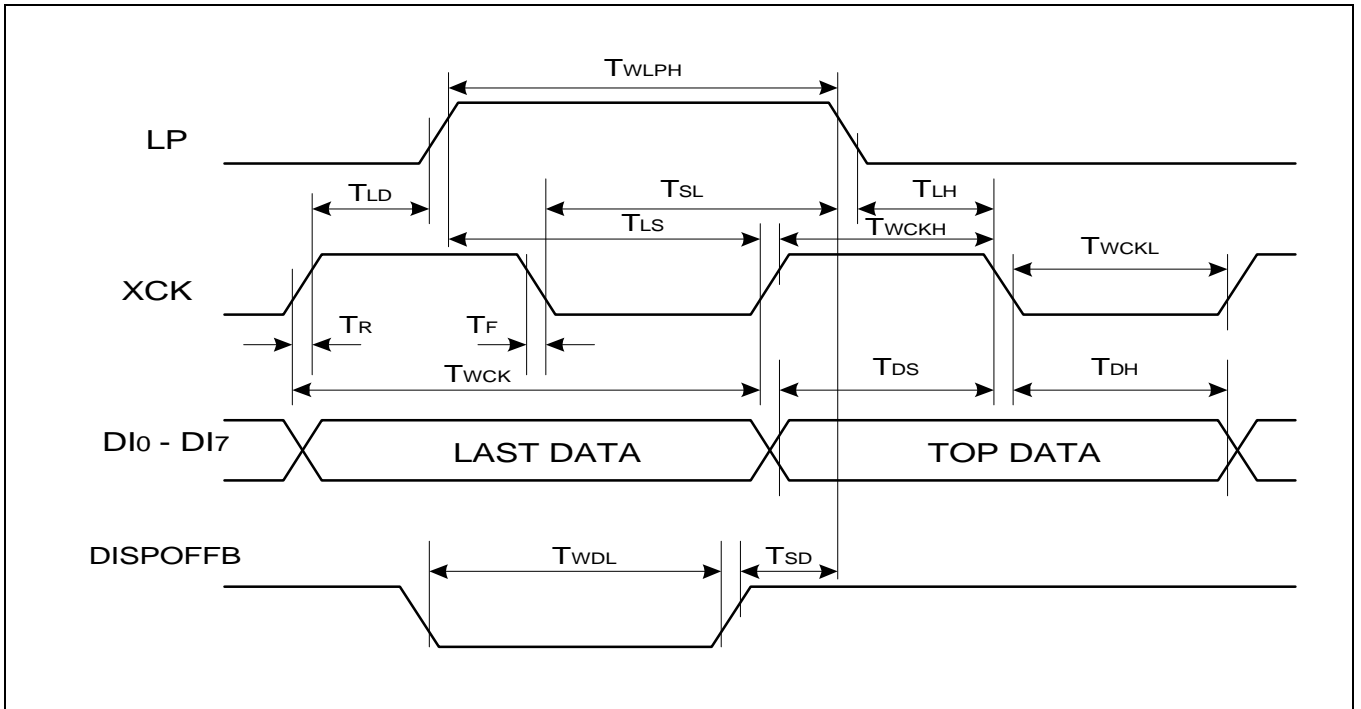 TWLPH
LP
TLD
TSL
TLH
TLS
TWCKH
TWCKL
XCK
TR
TF
TWCK
TDS
TDH
DI0 - DI7
LAST DATA
TOP DATA
DISPOFFB
TWDL
TSD